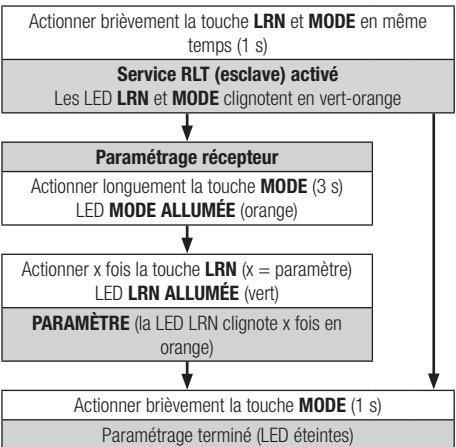 Actionner brièvement la touche LRN et MODE en même
temps (1 s)
Service RLT (esclave) activé
Les LED LRN et MODE clignotent en vert-orange
Paramétrage récepteur
Actionner longuement la touche MODE (3 s)
LED MODE ALLUMÉE (orange)
Actionner x fois la touche LRN (x = paramètre)
LED LRN ALLUMÉE (vert)
PARAMÈTRE (la LED LRN clignote x fois en
orange)
Actionner brièvement la touche MODE (1 s)
Paramétrage terminé (LED éteintes)